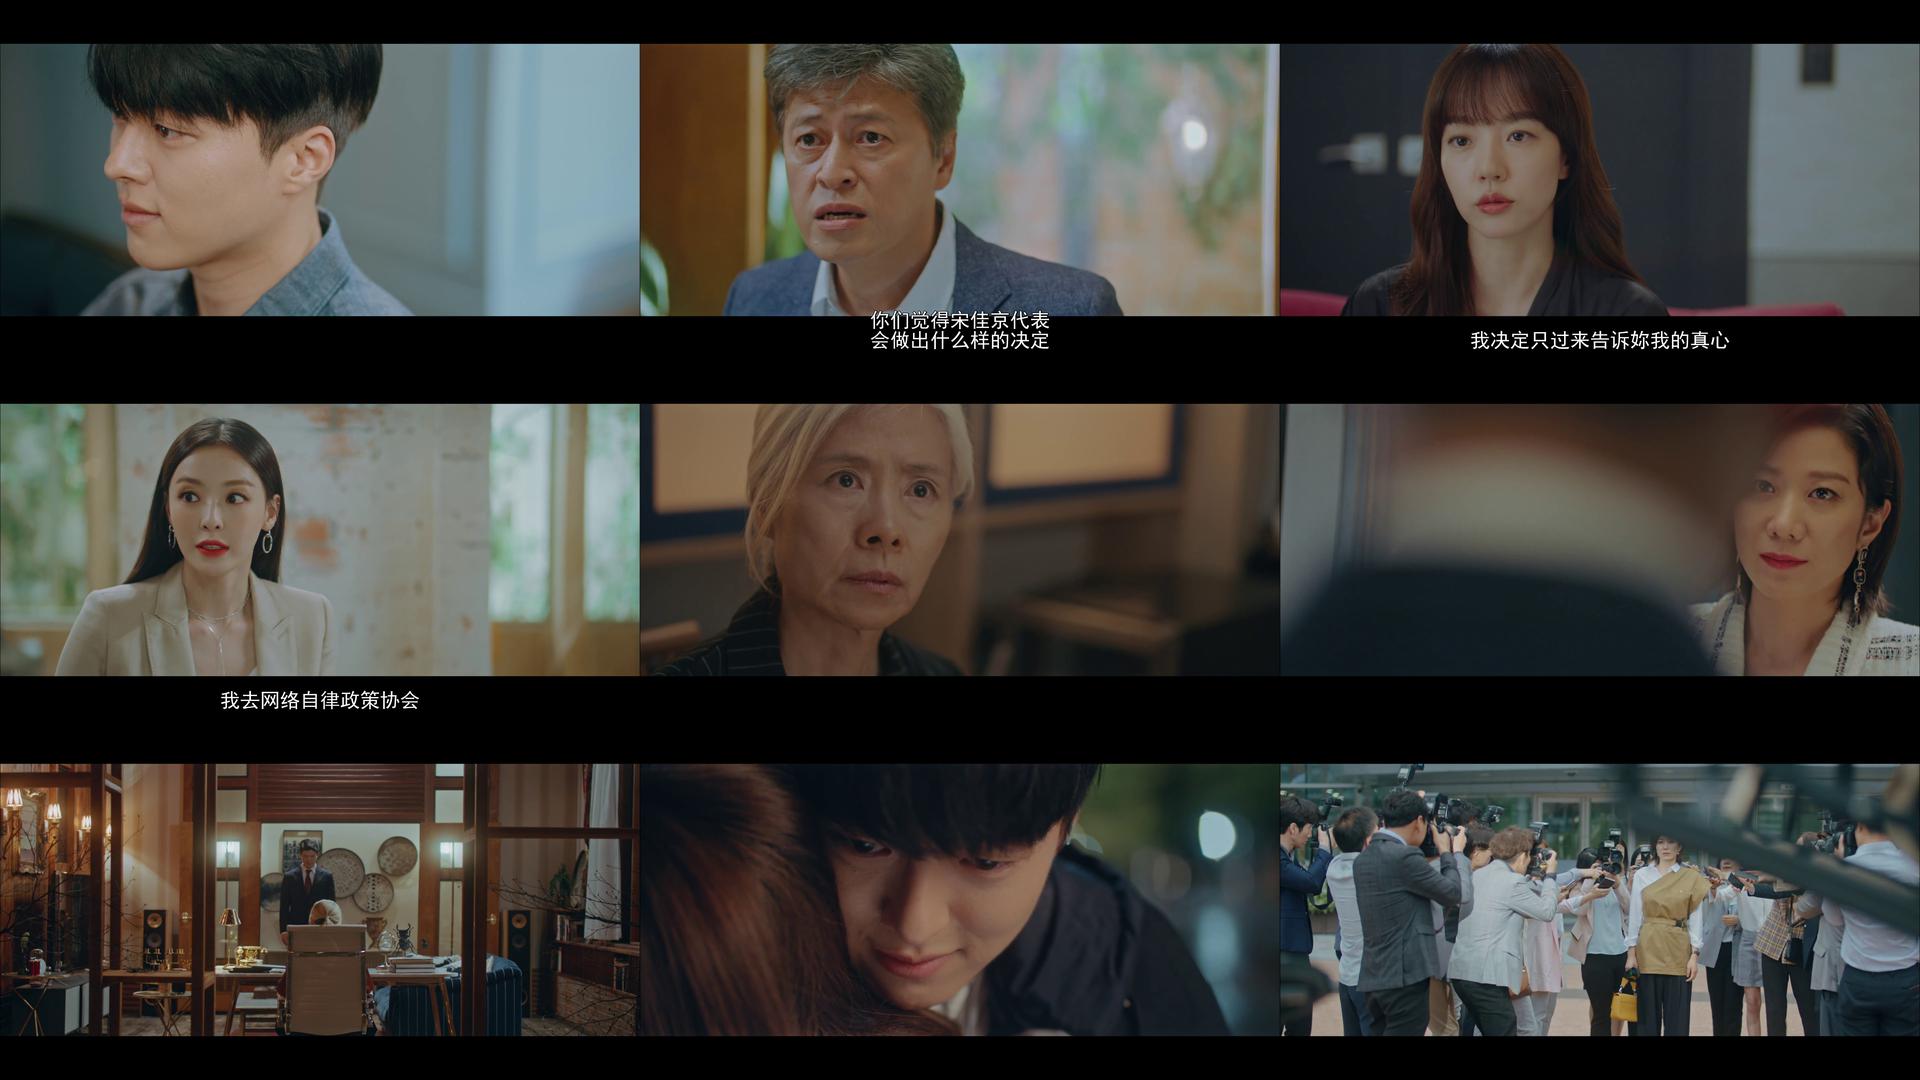 你们觉得宋佳京代表
会做出什么样的决定
我决定只过来告诉妳我的真心
我去网络自律政策协会